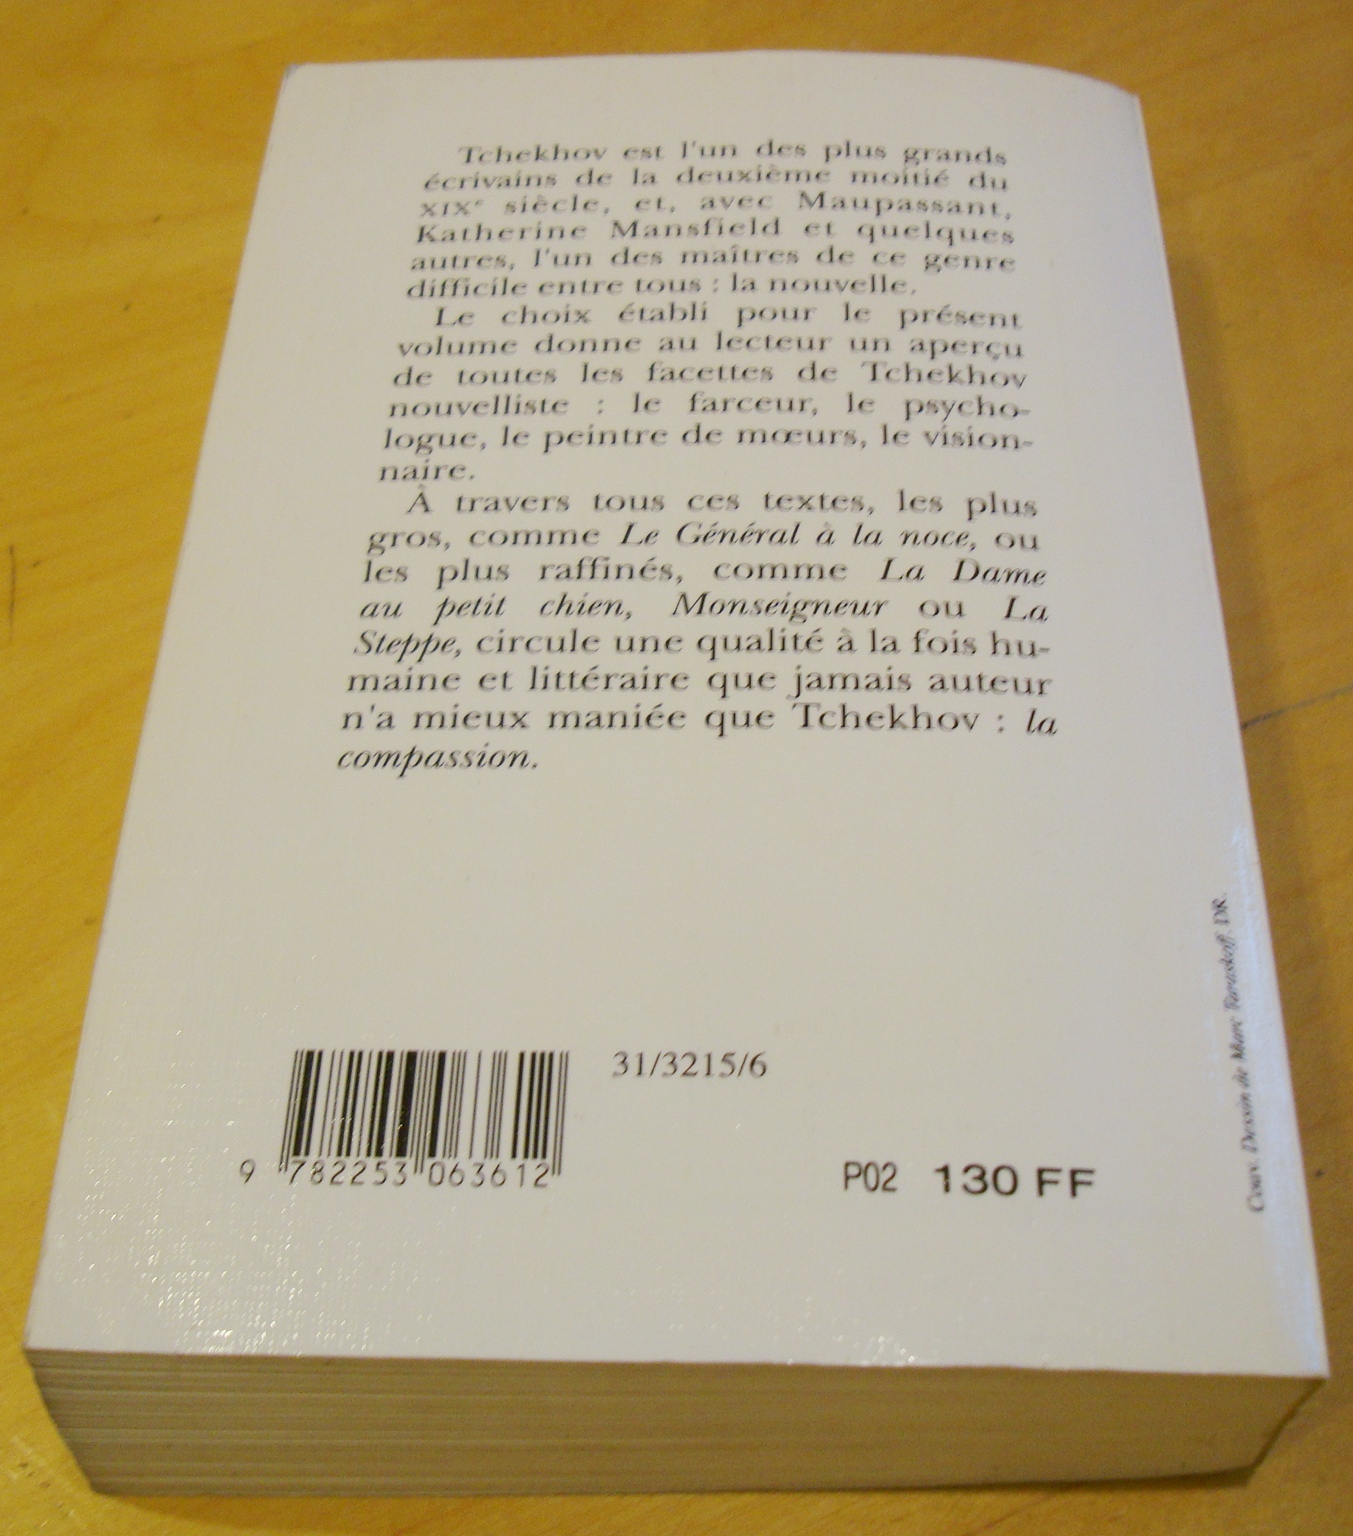 Tchekhov est l'un des plus grands
écrivains de la deuxième moitié du
XIXe siècle, et, avec Maupassant,
Katherine Mansfield et quelques
autres, l'un des maîtres de ce genre
difficile entre tous : la nouvelle.
Le choix établi pour le présent
volume donne au lecteur un aperçu
de toutes les facettes de Tchekhov
nouvelliste : le farceur, le psycho-
logue, le peintre de mœurs, le vision-
naire.
À travers tous ces textes, les plus
gros, comme Le Général à la noce, ou
les plus raffinés, comme La Dame
au petit chien, Monseigneur ou La
Steppe, circule une qualité à la fois hu-
maine et littéraire que jamais auteur
n'a mieux maniée que Tchekhov : la
compassion.
Couv. Dessin de Marc Taraskoff. DR.
31/3215/6
9 782253 063612
P02 130 FF